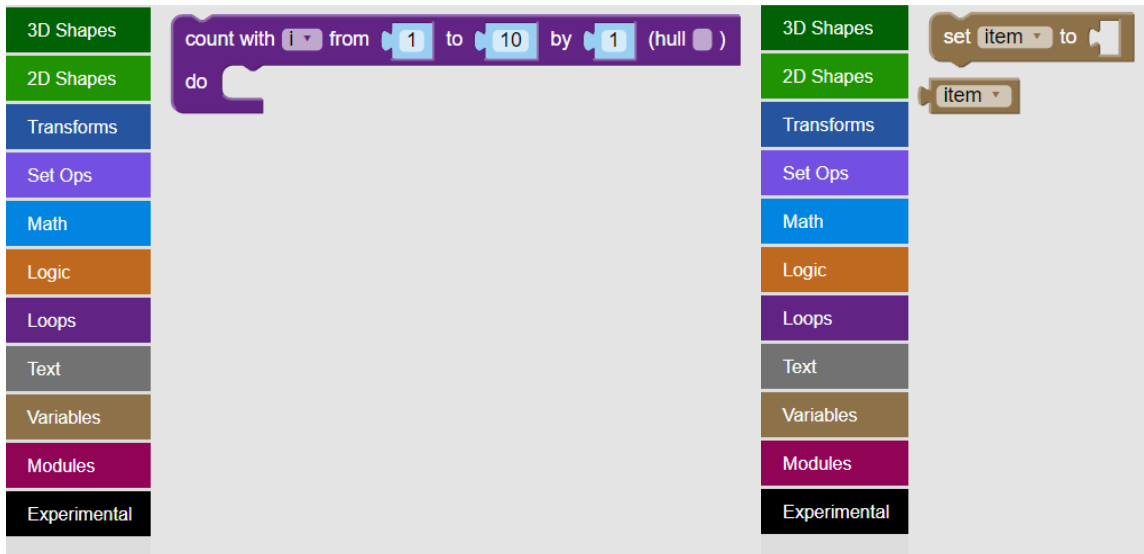 3D Shapes
2D Shapes
Transforms
Set Ops
Math
Logic
Loops
Text
Variables
Modules
Experimental
count with i from 1 to 10 by 1 (hull )
do
3D Shapes
2D Shapes
Transforms
Set Ops
Math
Logic
Loops
Text
Variables
Modules
Experimental
set item to
item